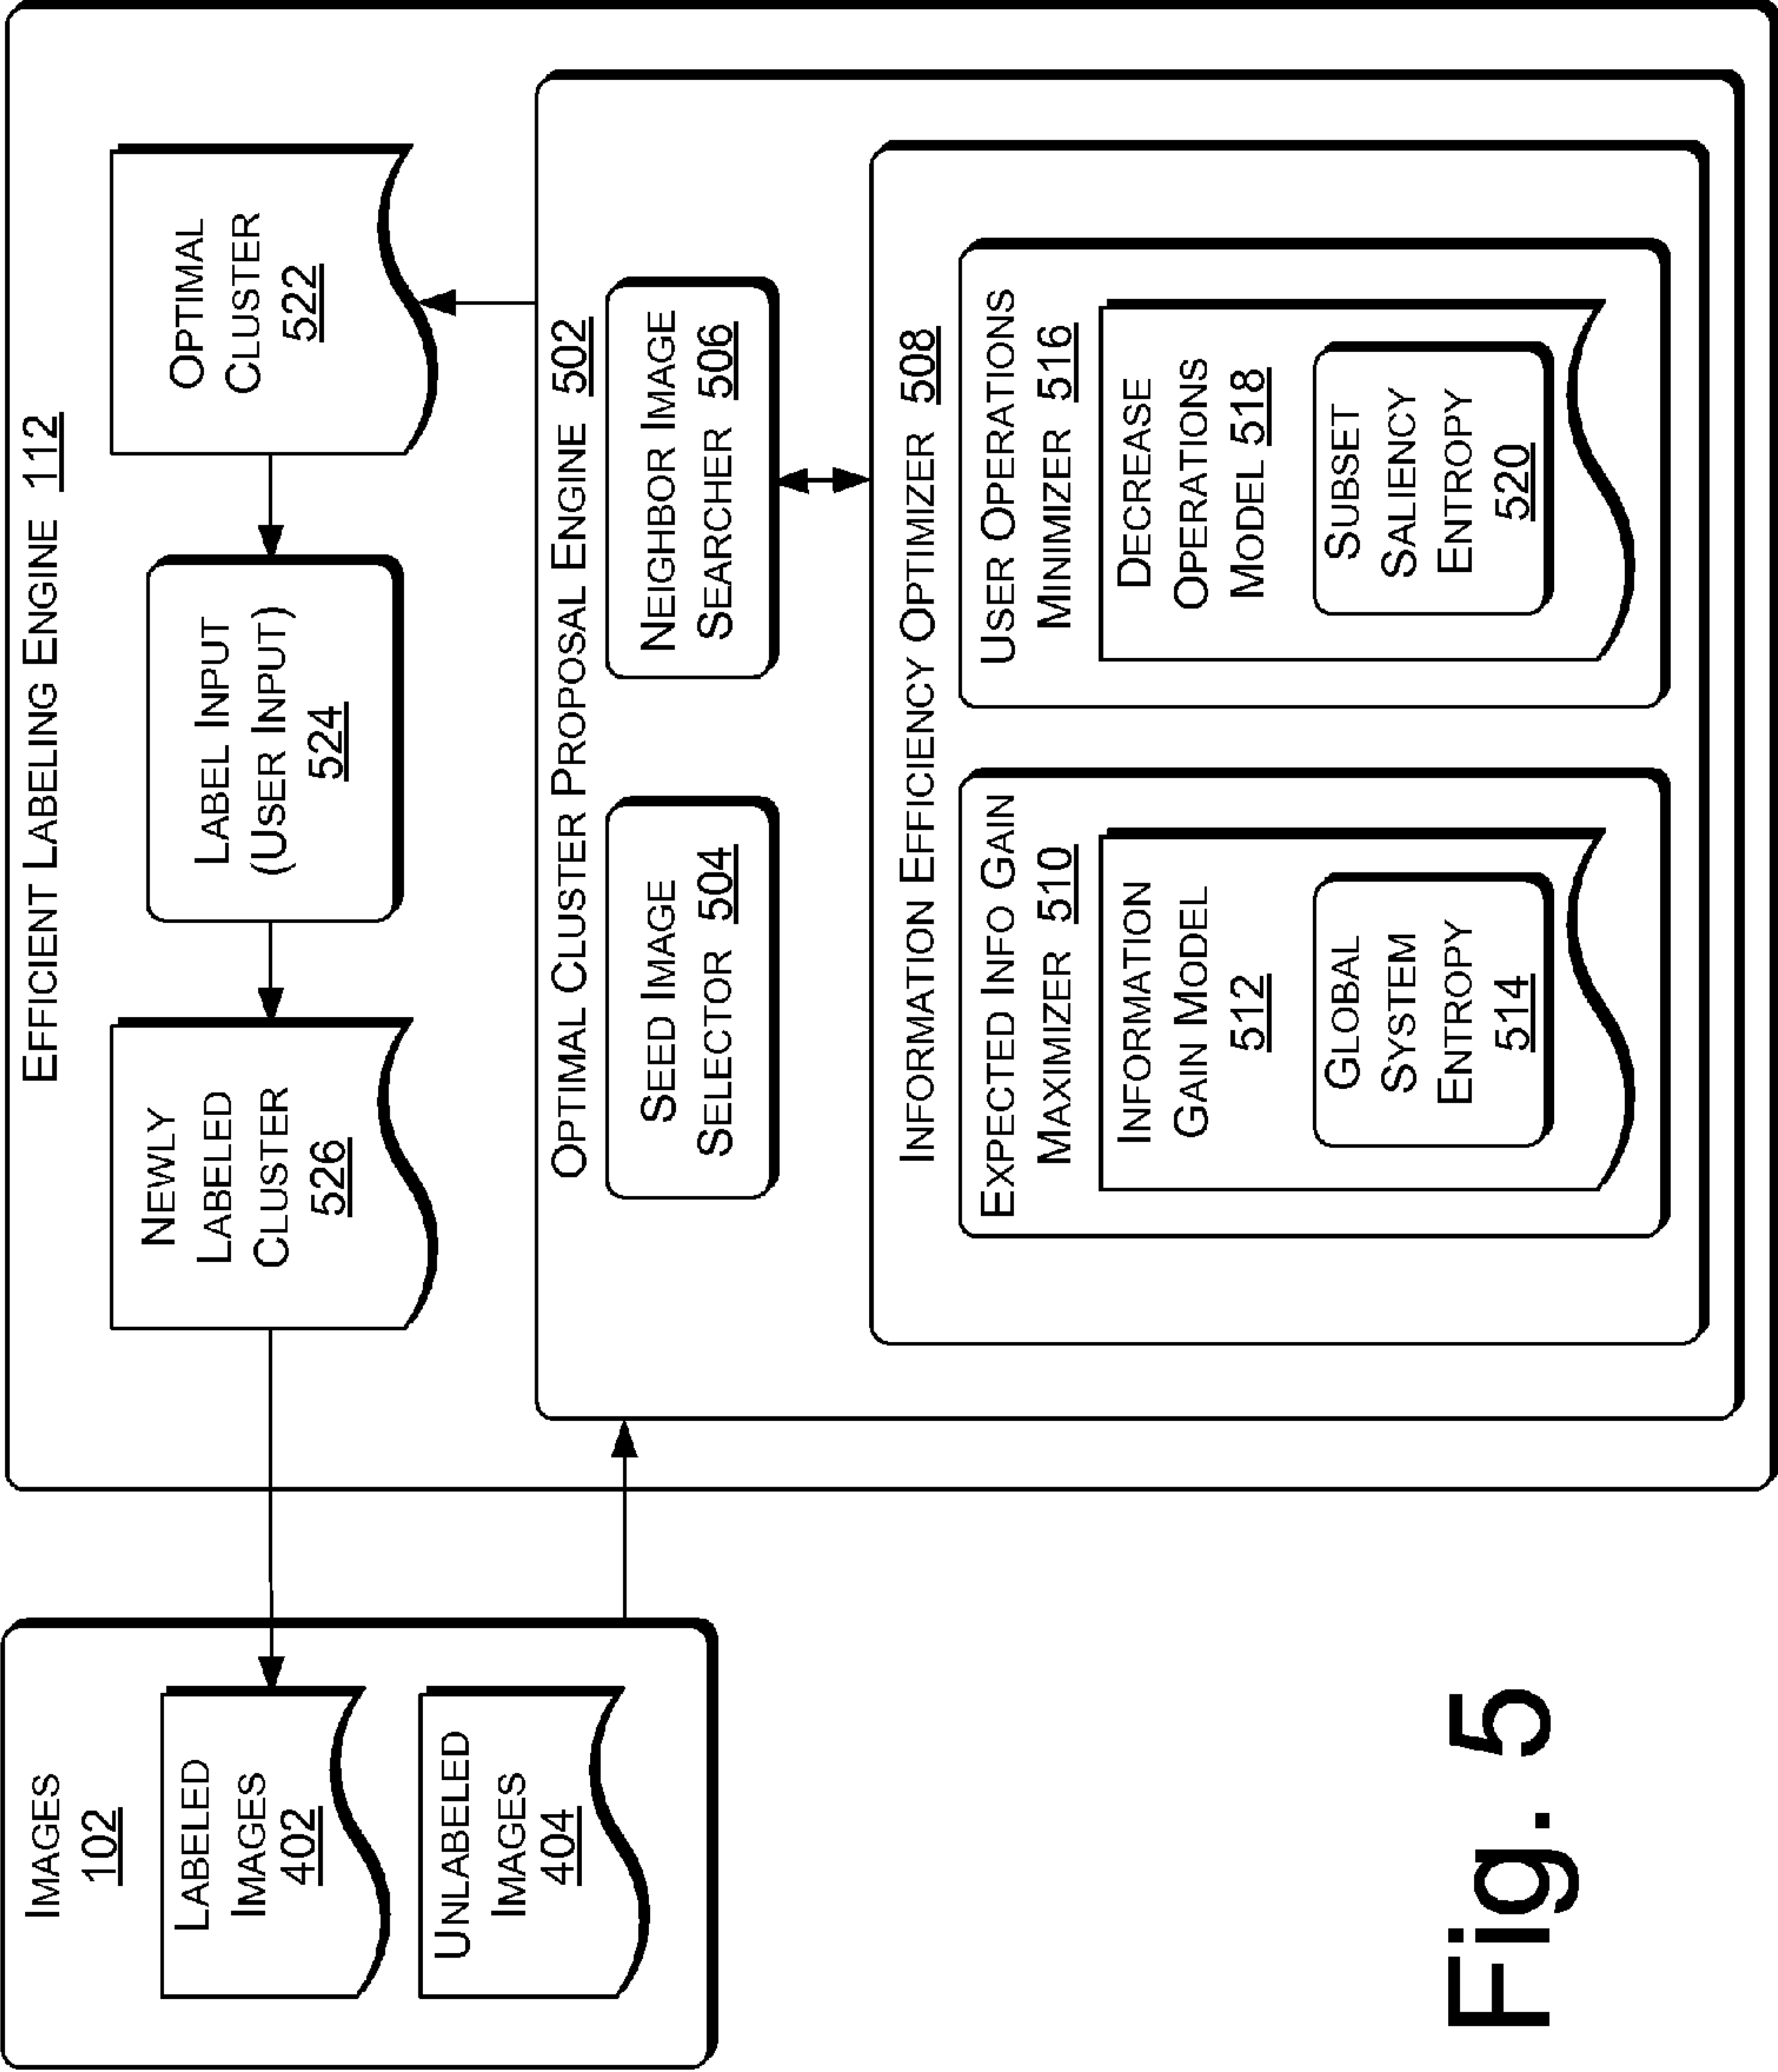 IMAGES
102
LABELED
IMAGES
402
UNLABELED
IMAGES
404
EFFICIENT LABELING ENGINE 112
NEWLY
LABELED
CLUSTER
526
LABEL INPUT
(USER INPUT)
524
OPTIMAL
CLUSTER
522
OPTIMAL CLUSTER PROPOSAL ENGINE 502
SEED IMAGE
SELECTOR 504
NEIGHBOR IMAGE
SEARCHER 506
INFORMATION EFFICIENCY OPTIMIZER 508
EXPECTED INFO GAIN
MAXIMIZER 510
INFORMATION
GAIN MODEL
512
GLOBAL
SYSTEM
ENTROPY
514
USER OPERATIONS
MINIMIZER 516
DECREASE
OPERATIONS
MODEL 518
SUBSET
SALIENCY
ENTROPY
520
Fig. 5